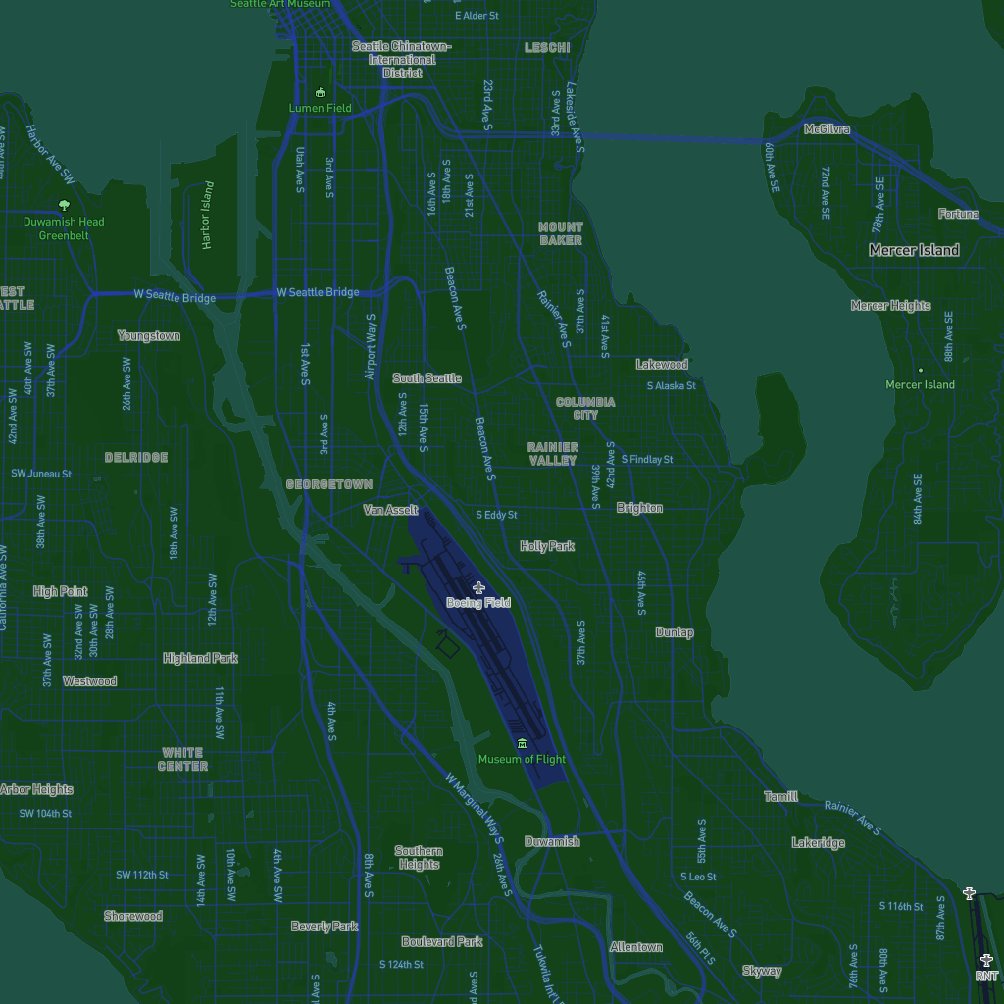 Seattle Art Museum
E Alder St
Seattle Chinatown-
International
District
LESCHI
Lumen Field
23rd Ave S
33rd Ave S
Lakeside Ave S
McGilvra
Harbor Ave SW
Utah Ave S
3rd Ave S
16th Ave S
18th Ave S
21st Ave S
60th Ave SE
72nd Ave SE
78th Ave SE
Fortuna
Duwamish Head
Greenbelt
Harbor Island
MOUNT
BAKER
Mercer Island
W Seattle Bridge
W Seattle Bridge
EST
ATTLE
Beacon Ave S
Rainier Ave S
37th Ave S
41st Ave S
Mercer Heights
88th Ave SE
Youngstown
Airport Way S
1st Ave S
Lakewood
40th Ave SW
37th Ave SW
26th Ave SW
South Seattle
S Alaska St
Mercer Island
42nd Ave SW
3rd Ave S
12th Ave S
15th Ave S
COLUMBIA
CITY
Beacon Ave S
RAINIER
VALLEY
42nd Ave S
39th Ave S
S Findlay St
DELRIDGE
SW Juneau St
GEORGETOWN
84th Ave SE
38th Ave SW
18th Ave SW
Van Asselt
S Eddy St
Brighton
Holly Park
California Ave SW
High Point
12th Ave SW
Boeing Field
45th Ave S
28th Ave SW
30th Ave SW
32nd Ave SW
37th Ave SW
Highland Park
37th Ave S
Dunlap
Westwood
11th Ave SW
4th Ave S
WHITE
CENTER
Museum of Flight
Arbor Heights
SW 104th St
W Marginal Way S
Tamill
Rainier Ave S
Duwamish
55th Ave S
Lakeridge
Southern
Heights
SW 112th St
14th Ave SW
10th Ave SW
4th Ave SW
8th Ave S
26th Ave S
S Leo St
Beacon Ave S
S 116th St
87th Ave S
Shorewood
Beverly Park
Boulevard Park
Allentown
56th Pl S
S 124th St
Tukwila Int'l
Skyway
76th Ave S
80th Ave S
RNT